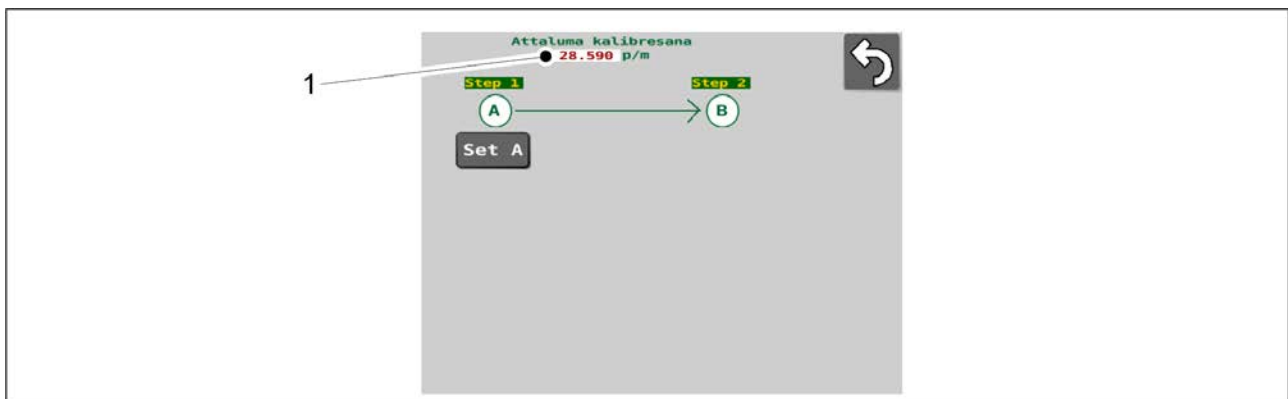 Attaluma kalibresana
28.590 p/m
1
Step 1 Step 2
A B
Set A